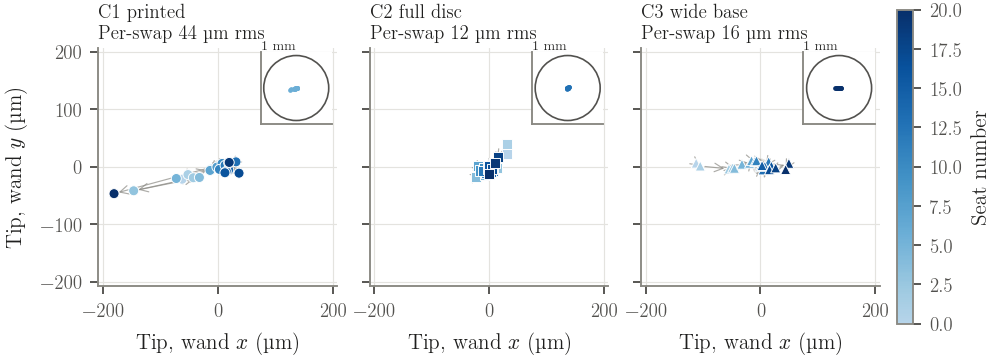 C1 printed
Per-swap 44 µm rms
C2 full disc
Per-swap 12 µm rms
C3 wide base
Per-swap 16 µm rms
1 mm
1 mm
1 mm
200
100
0
−100
−200
Tip, wand y (µm)
−200
0
200
−200
0
200
−200
0
200
Tip, wand x (µm)
Tip, wand x (µm)
Tip, wand x (µm)
20.0
17.5
15.0
12.5
10.0
7.5
5.0
2.5
0.0
Seat number